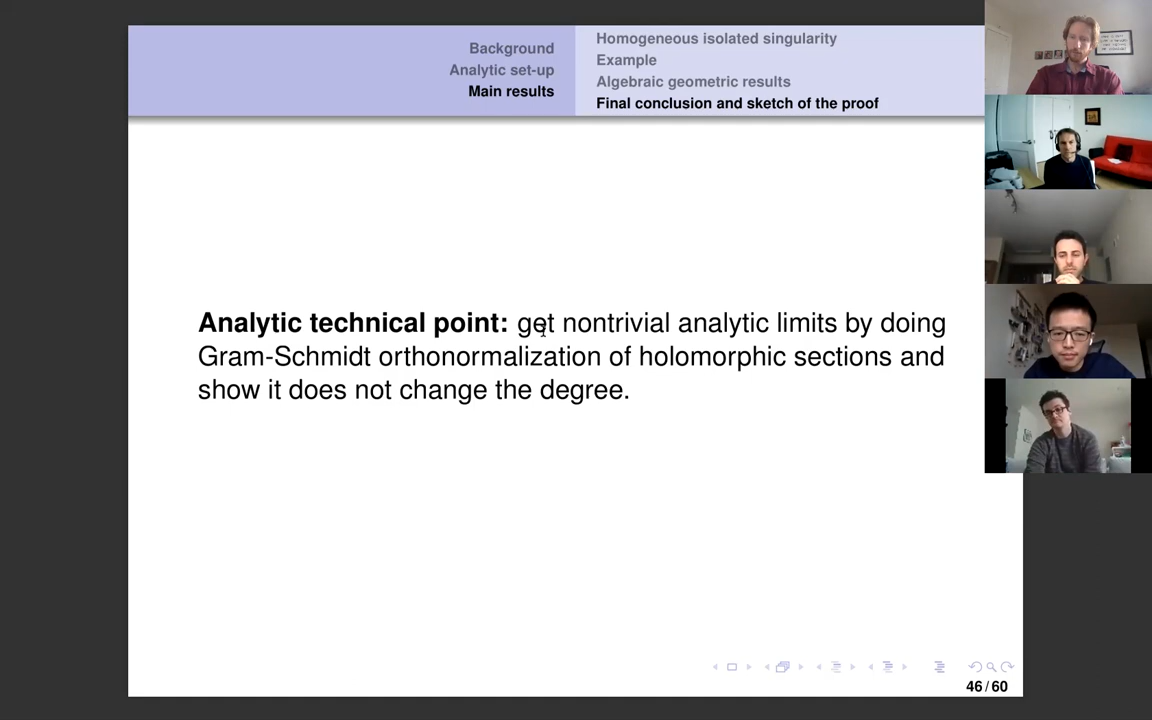 Background
Analytic set-up
Main results
Homogeneous isolated singularity
Example
Algebraic geometric results
Final conclusion and sketch of the proof
Analytic technical point: get nontrivial analytic limits by doing
Gram-Schmidt orthonormalization of holomorphic sections and
show it does not change the degree.
46/60